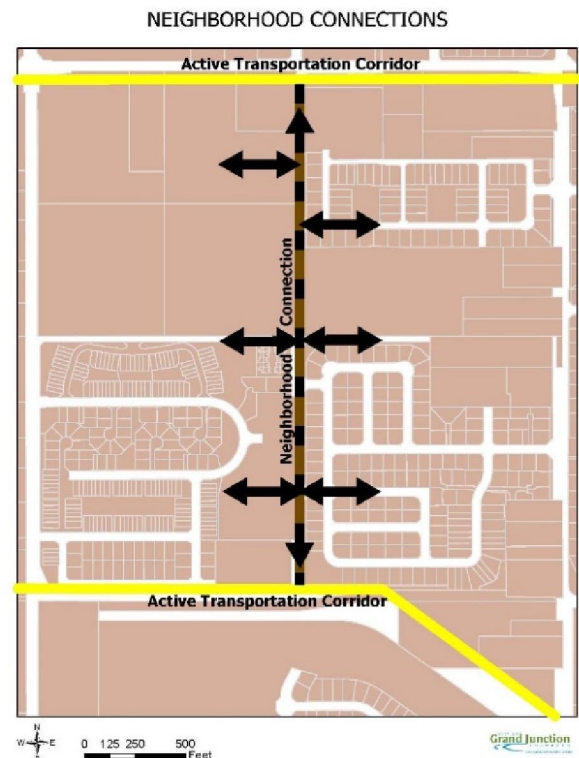 NEIGHBORHOOD CONNECTIONS
Active Transportation Corridor
Neighborhood Connection
Active Transportation Corridor
N
W E
S
0 125 250 500
Feet
Grand Junction